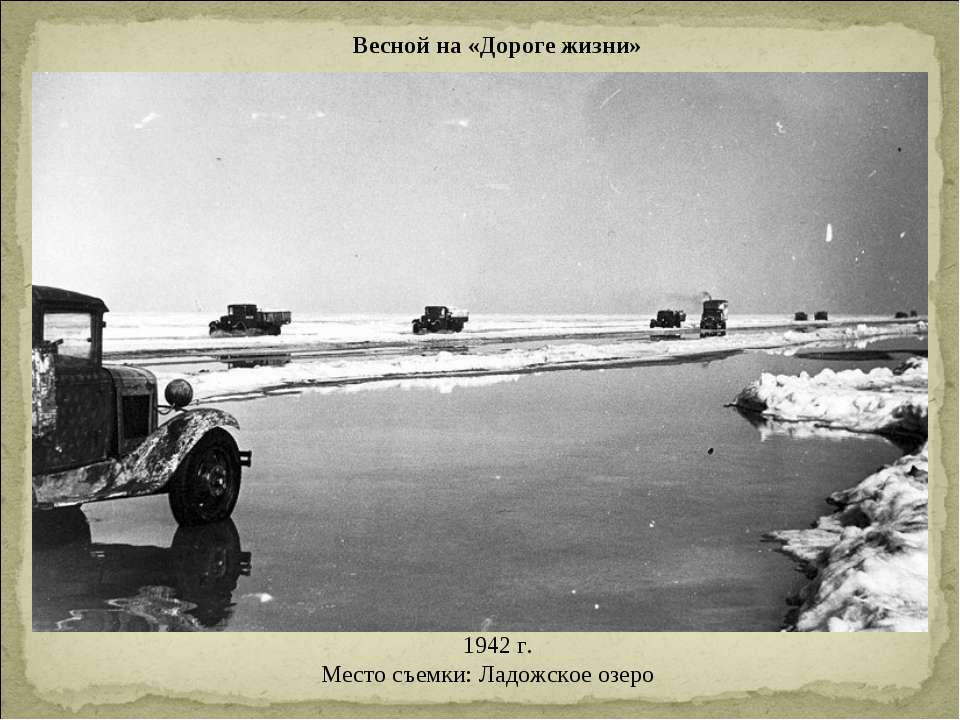 Весной на «Дороге жизни»
1942 г.
Место съемки: Ладожское озеро